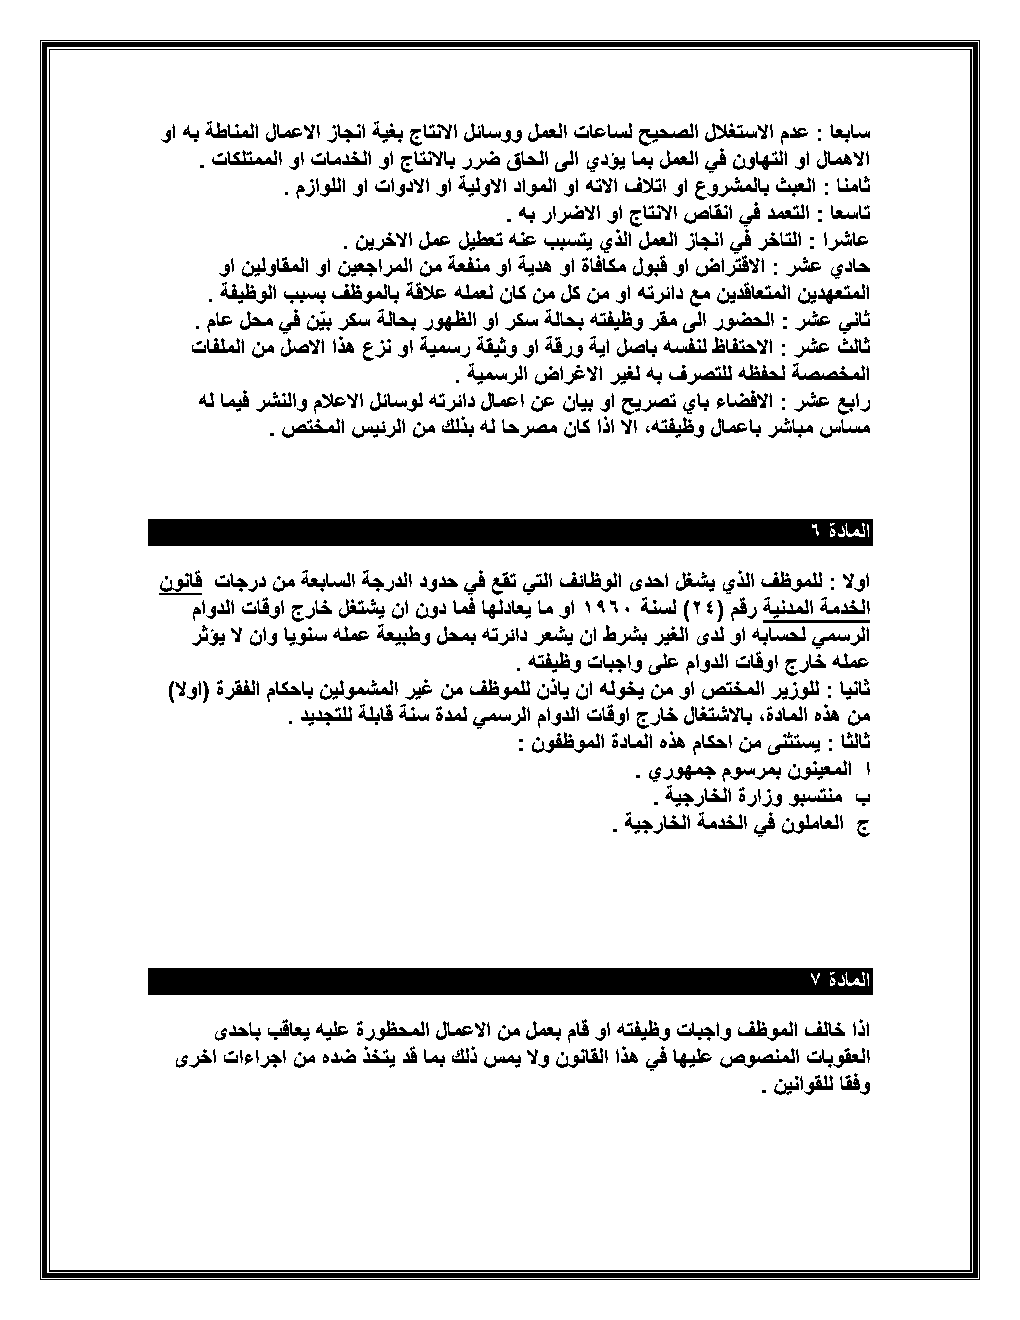 سابعا : عدم الاستغلال الصحيح لساعات العمل ووسائل الانتاج بغية انجاز الاعمال المناطة به او
الاهمال او التهاون في العمل بما يؤدي الى الحاق ضرر بالانتاج او الخدمات او الممتلكات .
ثامنا : العبث بالمشروع او اتلاف الاته او المواد الاولية او الادوات او اللوازم .
تاسعا : التعمد في انقاص الانتاج او الاضرار به .
عاشرا : التاخر في انجاز العمل الذي يتسبب عنه تعطيل عمل الاخرين .
حادي عشر : الاقتراض او قبول مكافاة او هدية او منفعة من المراجعين او المقاولين او
المتعهدين المتعاقدين مع دائرته او من كل من كان لعمله علاقة بالموظف بسبب الوظيفة .
ثاني عشر : الحضور الى مقر وظيفته بحالة سكر او الظهور بحالة سكر بيّن في محل عام .
ثالث عشر : الاحتفاظ لنفسه باصل اية ورقة او وثيقة رسمية او نزع هذا الاصل من الملفات
المخصصة لحفظه للتصرف به لغير الاغراض الرسمية .
رابع عشر : الافضاء باي تصريح او بيان عن اعمال دائرته لوسائل الاعلام والنشر فيما له
مساس مباشر باعمال وظيفته، الا اذا كان مصرحا له بذلك من الرئيس المختص .
المادة ٦
اولا : للموظف الذي يشغل احدى الوظائف التي تقع في حدود الدرجة السابعة من درجات قانون
الخدمة المدنية رقم (٢٤) لسنة ١٩٦٠ او ما يعادلها فما دون ان يشتغل خارج اوقات الدوام
الرسمي لحسابه او لدى الغير بشرط ان يشعر دائرته بمحل وطبيعة عمله سنويا وان لا يؤثر
عمله خارج اوقات الدوام على واجبات وظيفته .
ثانيا : للوزير المختص او من يخوله ان ياذن للموظف من غير المشمولين باحكام الفقرة (اولا)
من هذه المادة، بالاشتغال خارج اوقات الدوام الرسمي لمدة سنة قابلة للتجديد .
ثالثا : يستثنى من احكام هذه المادة الموظفون :
ا المعينون بمرسوم جمهوري .
ب منتسبو وزارة الخارجية .
ج العاملون في الخدمة الخارجية .
المادة ٧
اذا خالف الموظف واجبات وظيفته او قام بعمل من الاعمال المحظورة عليه يعاقب باحدى
العقوبات المنصوص عليها في هذا القانون ولا يمس ذلك بما قد يتخذ ضده من اجراءات اخرى
وفقا للقوانين .